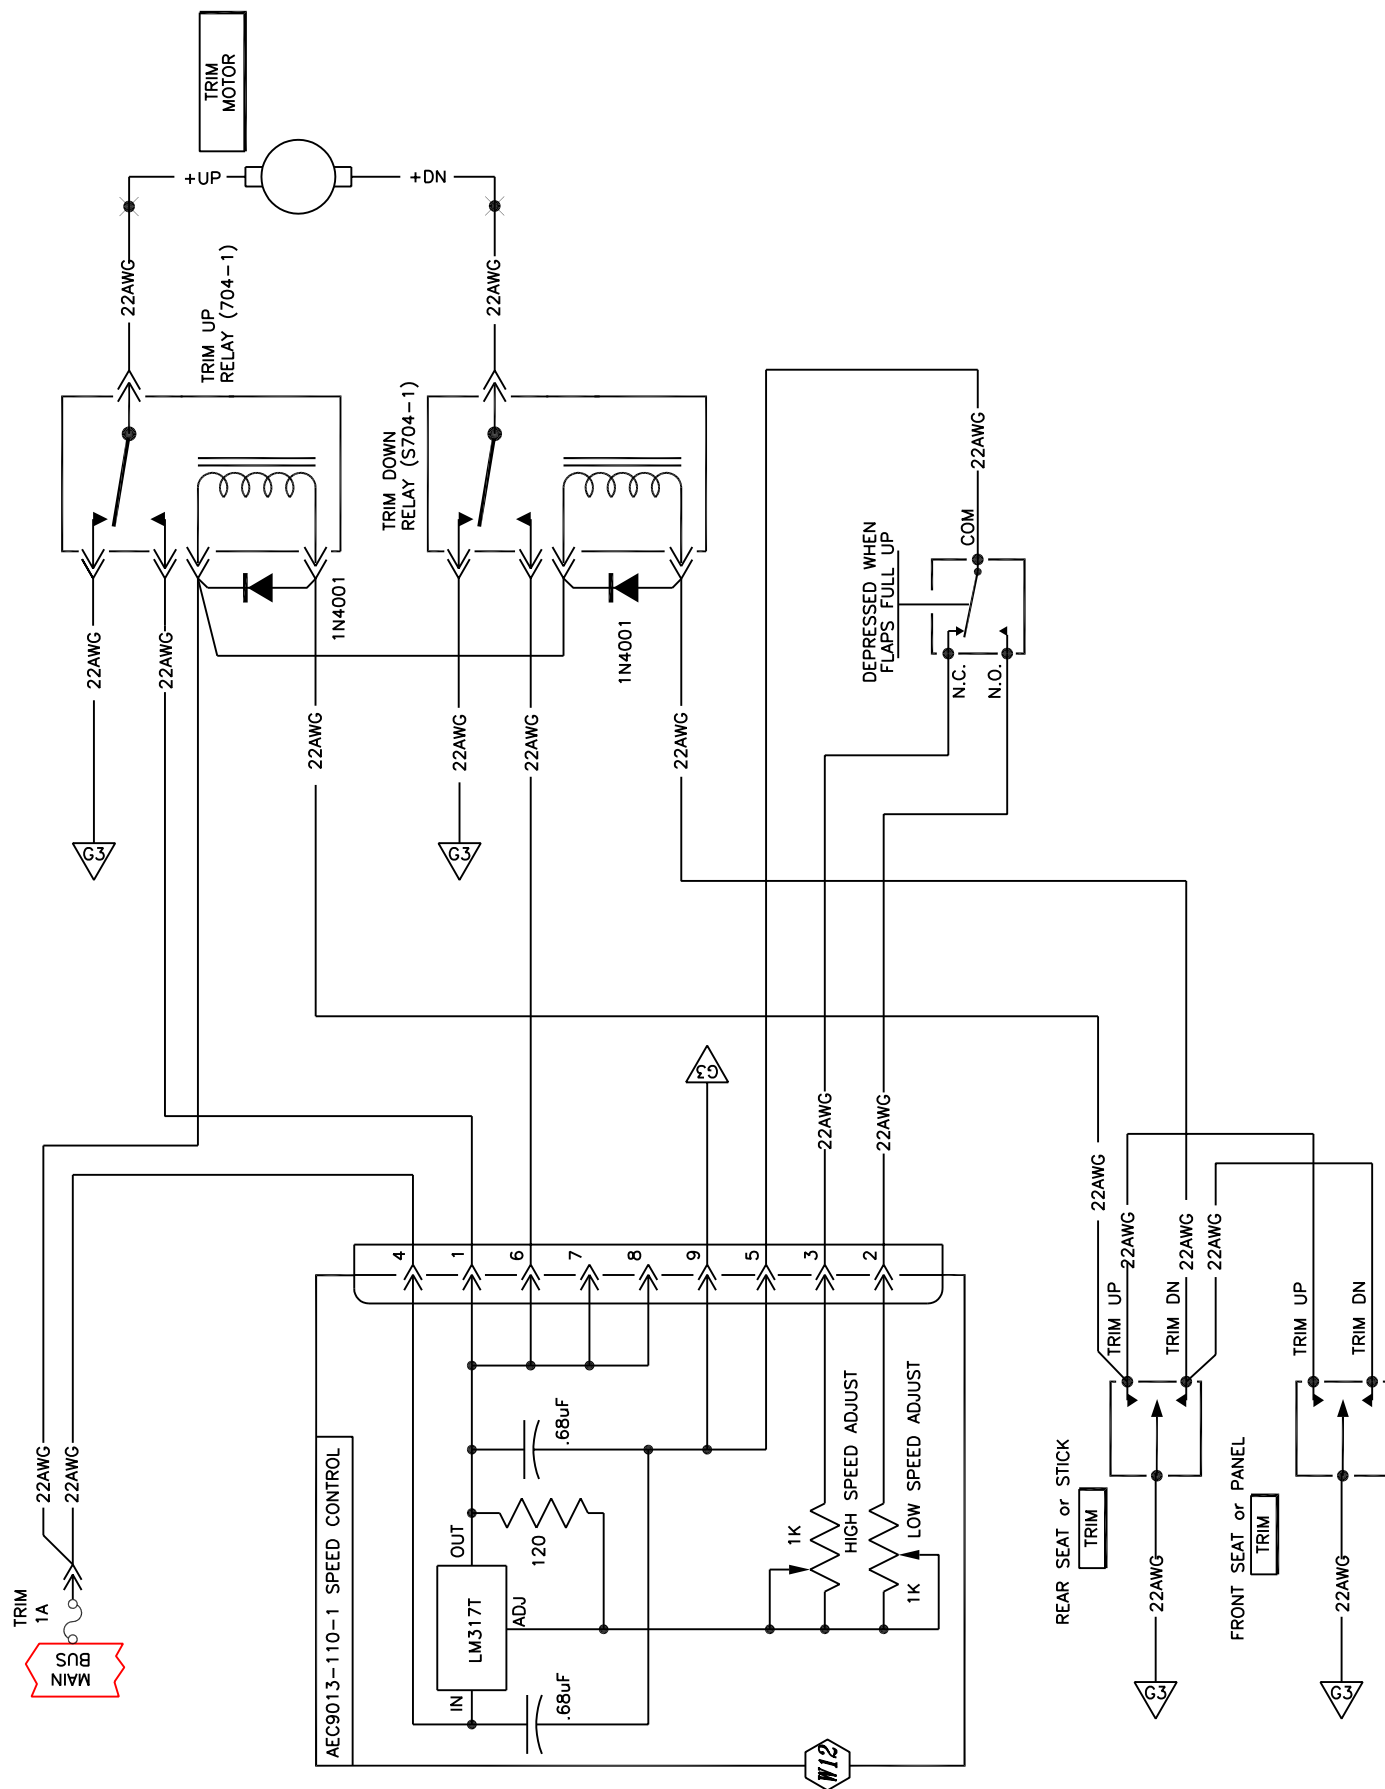 TRIM
MOTOR
+UP
+DN
22AWG
22AWG
TRIM UP
RELAY (704-1)
TRIM DOWN
RELAY (S704-1)
1N4001
1N4001
22AWG
22AWG
22AWG
22AWG
22AWG
22AWG
G3
G3
DEPRESSED WHEN
FLAPS FULL UP
COM
22AWG
N.C.
N.O.
G3
22AWG
22AWG
22AWG
22AWG
22AWG
22AWG
4
1
6
7
8
9
5
3
2
TRIM UP
TRIM DN
TRIM UP
TRIM DN
22AWG
22AWG
TRIM
1A
MAIN
BUS
AEC9013-110-1 SPEED CONTROL
.68uF
OUT
120
LM317T
ADJ
IN
.68uF
1K
HIGH SPEED ADJUST
LOW SPEED ADJUST
1K
REAR SEAT or STICK
TRIM
FRONT SEAT or PANEL
TRIM
22AWG
22AWG
G3
G3
W12